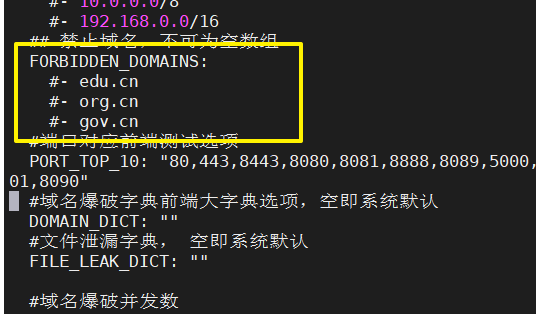 #- 10.0.0.0/8
#- 192.168.0.0/16
## 禁止域名，不可为空数组
FORBIDDEN_DOMAINS:
#- edu.cn
#- org.cn
#- gov.cn
#端口对应前端测试选项
PORT_TOP_10: "80,443,8443,8080,8081,8888,8089,5000,
01,8090"
#域名爆破字典前端大字典选项，空即系统默认
DOMAIN_DICT: ""
#文件泄漏字典， 空即系统默认
FILE_LEAK_DICT: ""
#域名爆破并发数